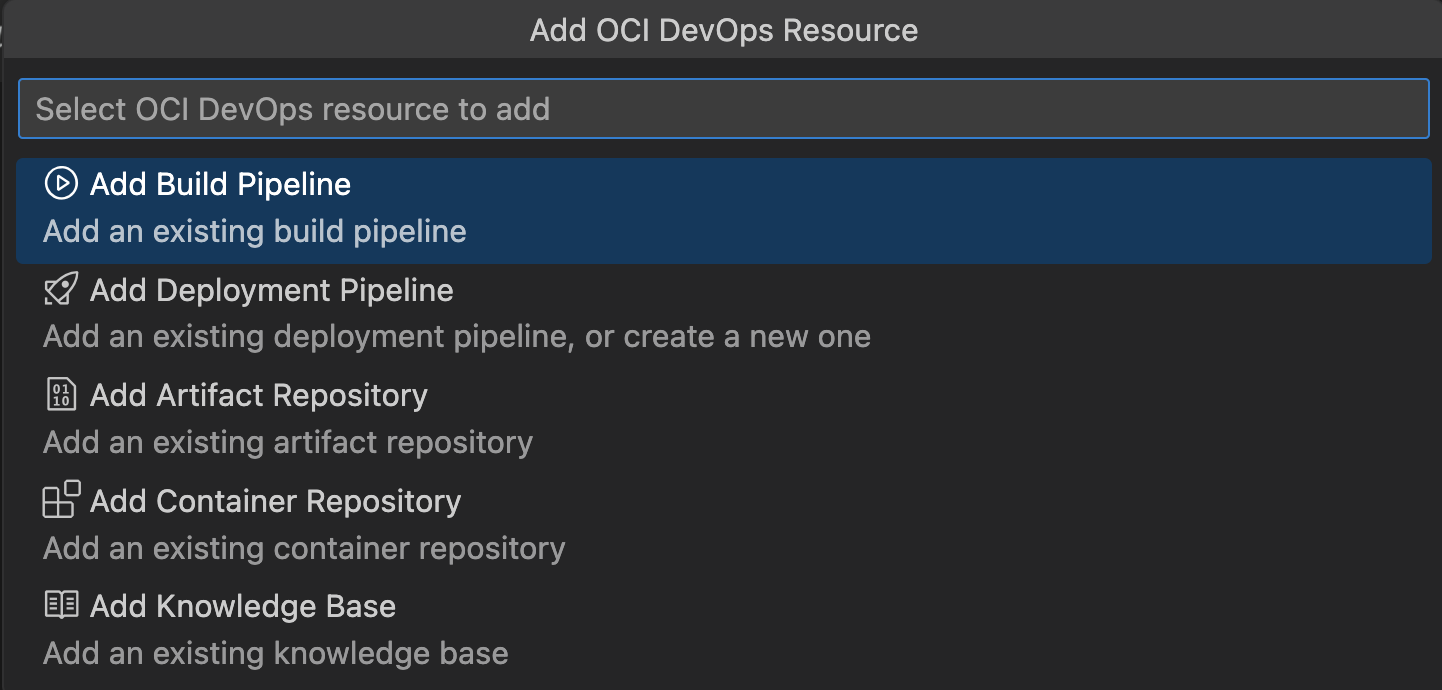 Add OCI DevOps Resource
Select OCI DevOps resource to add
Add Build Pipeline
Add an existing build pipeline
Add Deployment Pipeline
Add an existing deployment pipeline, or create a new one
01
10
Add Artifact Repository
Add an existing artifact repository
Add Container Repository
Add an existing container repository
Add Knowledge Base
Add an existing knowledge base